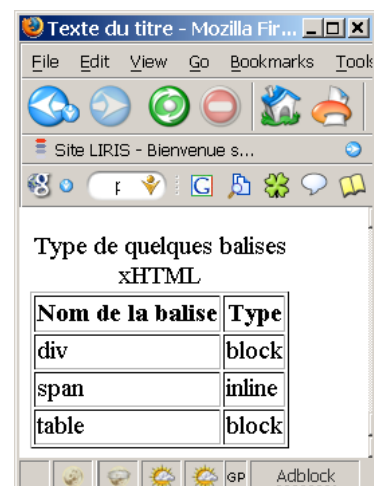 Texte du titre - Mozilla Fir...
File Edit View Go Bookmarks Tools
Site LIRIS - Bienvenue s...
G
Type de quelques balises
xHTML
Nom de la balise Type
div block
span inline
table block
GP Adblock